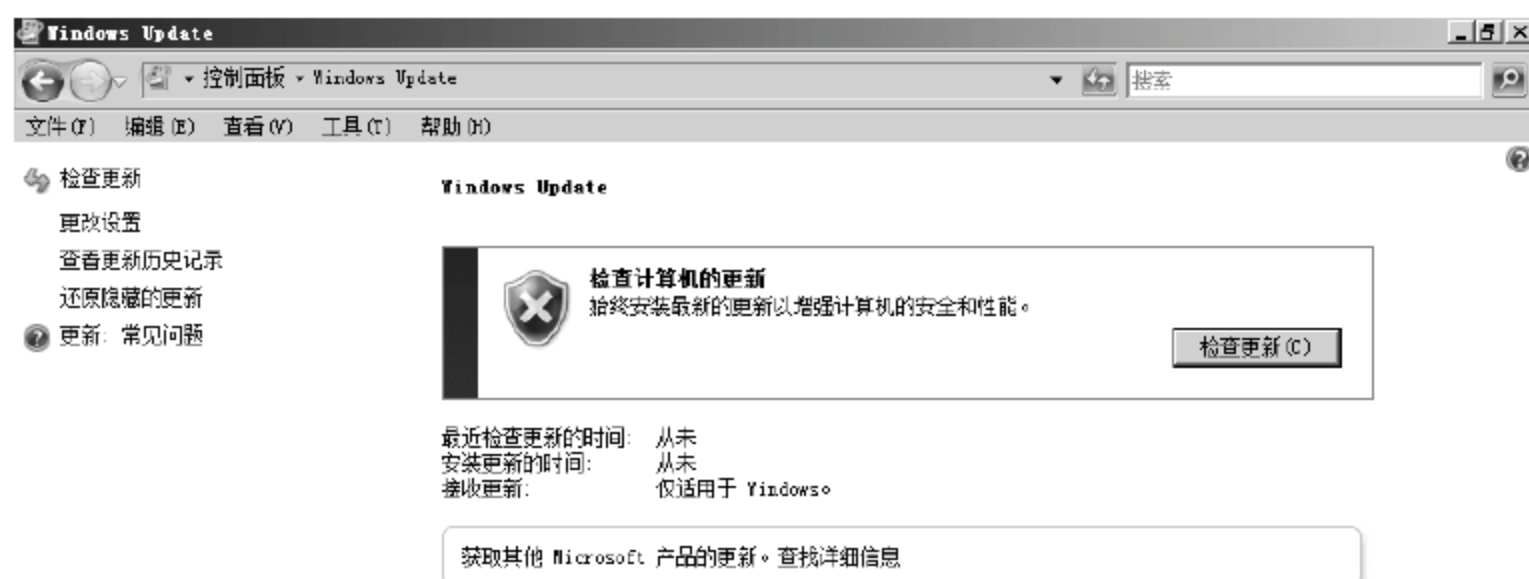 Windows Update
控制面板 Windows Update 搜索
文件(F) 编辑(E) 查看(V) 工具(T) 帮助(H)
检查更新
更改设置
查看更新历史记录
还原隐藏的更新
更新: 常见问题
Windows Update
检查计算机的更新
始终安装最新的更新以增强计算机的安全和性能。
检查更新(C)
最近检查更新的时间: 从未
安装更新的时间: 从未
接收更新: 仅适用于 Windows。
获取其他 Microsoft 产品的更新。查找详细信息